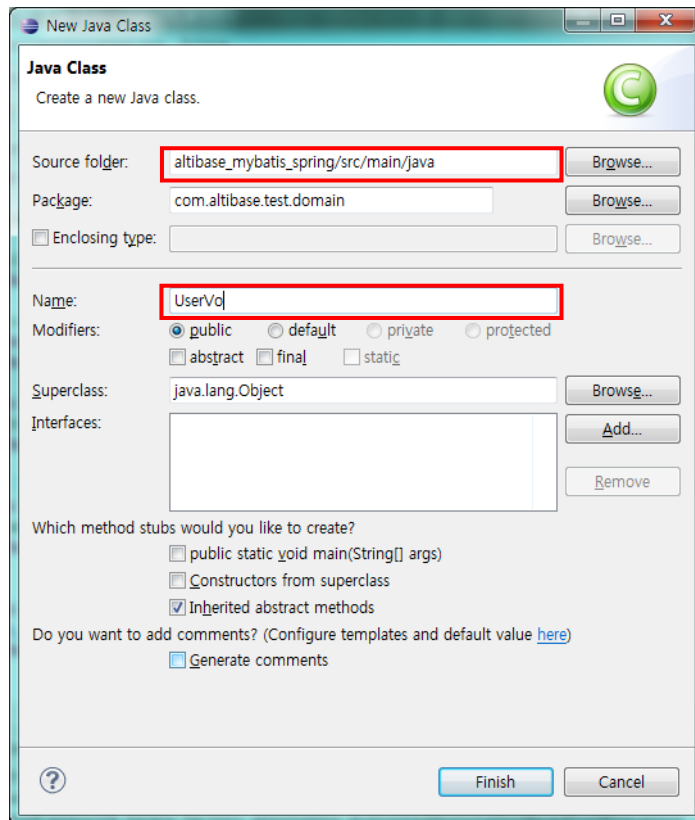 New Java Class
Java Class
Create a new Java class.
C
Source folder: altibase_mybatis_spring/src/main/java Browse...
Package: com.altibase.test.domain Browse...
Enclosing type: Browse...
Name: UserVo
Modifiers: public default private protected
abstract final static
Superclass: java.lang.Object Browse...
Interfaces: Add...
Remove
Which method stubs would you like to create?
public static void main(String[] args)
Constructors from superclass
Inherited abstract methods
Do you want to add comments? (Configure templates and default value here)
Generate comments
? Finish Cancel